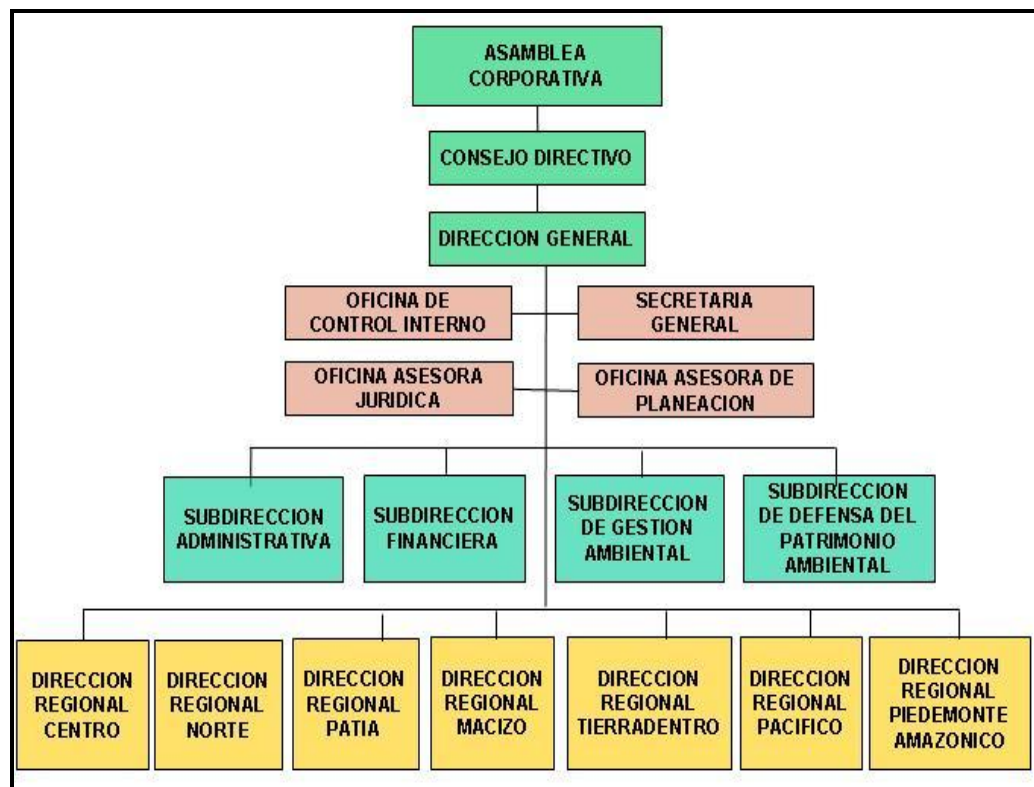 ASAMBLEA
CORPORATIVA
CONSEJO DIRECTIVO
DIRECCION GENERAL
OFICINA DE
CONTROL INTERNO
SECRETARIA
GENERAL
OFICINA ASESORA
JURIDICA
OFICINA ASESORA DE
PLANEACION
SUBDIRECCION
ADMINISTRATIVA
SUBDIRECCION
FINANCIERA
SUBDIRECCION
DE GESTION
AMBIENTAL
SUBDIRECCION
DE DEFENSA DEL
PATRIMONIO
AMBIENTAL
DIRECCION
REGIONAL
CENTRO
DIRECCION
REGIONAL
NORTE
DIRECCION
REGIONAL
PATIA
DIRECCION
REGIONAL
MACIZO
DIRECCION
REGIONAL
TIERRADENTRO
DIRECCION
REGIONAL
PACIFICO
DIRECCION
REGIONAL
PIEDEMONTE
AMAZONICO